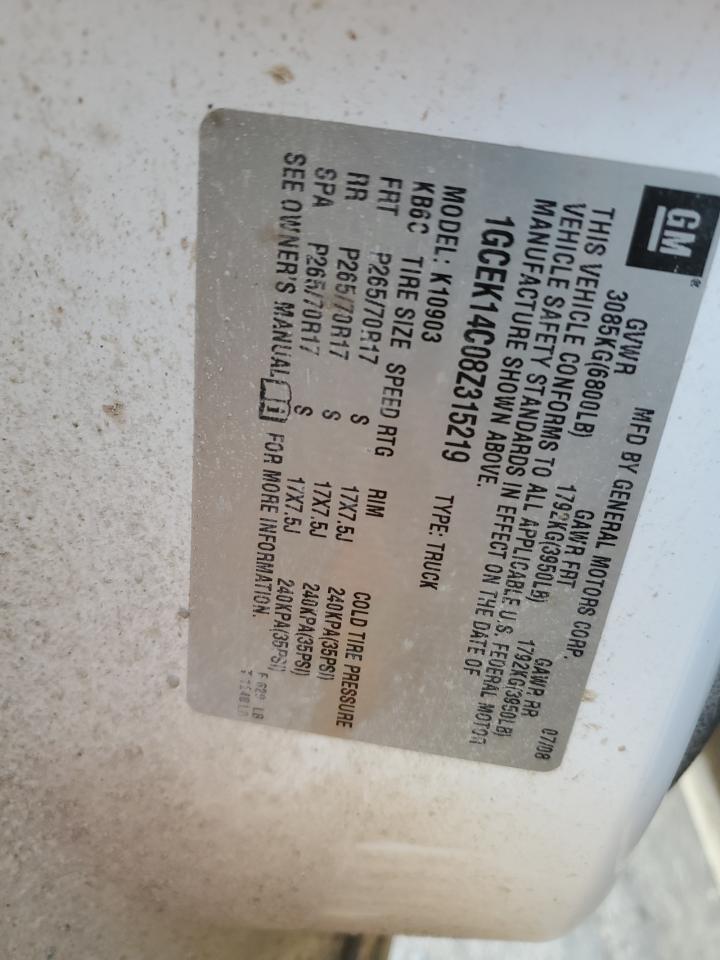 GM®
MFD BY GENERAL MOTORS CORP. 07/08
GVWR GAWR FRT GAWR RR
3085KG(6800LB) 1792KG(3950LB) 1792KG(3950LB)
THIS VEHICLE CONFORMS TO ALL APPLICABLE U.S. FEDERAL MOTOR
VEHICLE SAFETY STANDARDS IN EFFECT ON THE DATE OF
MANUFACTURE SHOWN ABOVE.
1GCEK14C08Z315219 TYPE: TRUCK
MODEL: K10903
KB6C TIRE SIZE SPEED RTG RIM COLD TIRE PRESSURE
FRT P265/70R17 S 17X7.5J 240KPA(35PSI)
RR P265/70R17 S 17X7.5J 240KPA(35PSI)
SPA P265/70R17 S 17X7.5J 240KPA(35PSI)
SEE OWNER'S MANUAL FOR MORE INFORMATION.